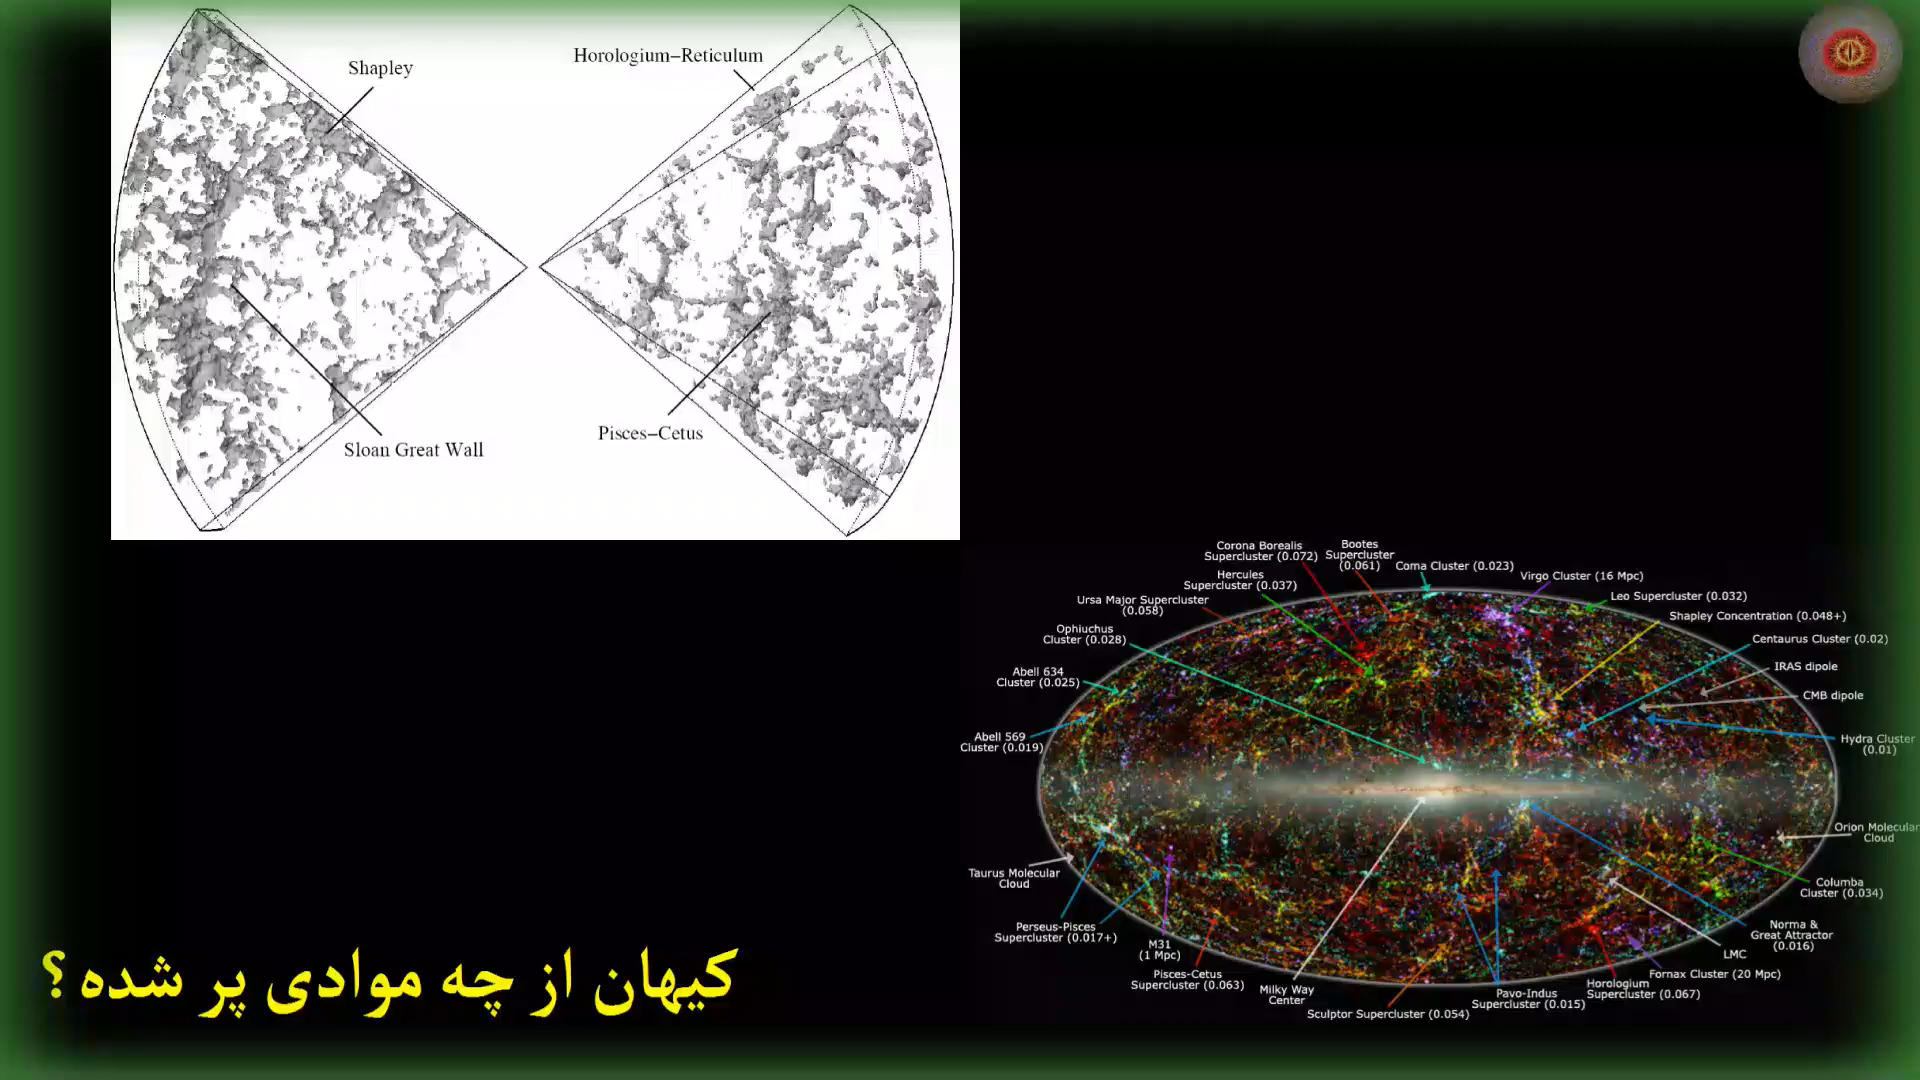 Shapley
Horologium–Reticulum
Sloan Great Wall
Pisces–Cetus
Corona Borealis
Supercluster (0.072)
Bootes
Supercluster
(0.061)
Coma Cluster (0.023)
Virgo Cluster (16 Mpc)
Hercules
Supercluster (0.037)
Leo Supercluster (0.032)
Ursa Major Supercluster
(0.058)
Shapley Concentration (0.048+)
Ophiuchus
Cluster (0.028)
Centaurus Cluster (0.02)
IRAS dipole
Abell 634
Cluster (0.025)
CMB dipole
Abell 569
Cluster (0.019)
Hydra Cluster
(0.01)
Orion Molecular
Cloud
Taurus Molecular
Cloud
Columba
Cluster (0.034)
Perseus-Pisces
Supercluster (0.017+)
M31
(1 Mpc)
Norma &
Great Attractor
(0.016)
LMC
Pisces-Cetus
Supercluster (0.063)
Milky Way
Center
Fornax Cluster (20 Mpc)
Horologium
Supercluster (0.067)
Pavo-Indus
Supercluster (0.015)
Sculptor Supercluster (0.054)
کیهان از چه موادی پر شده ؟